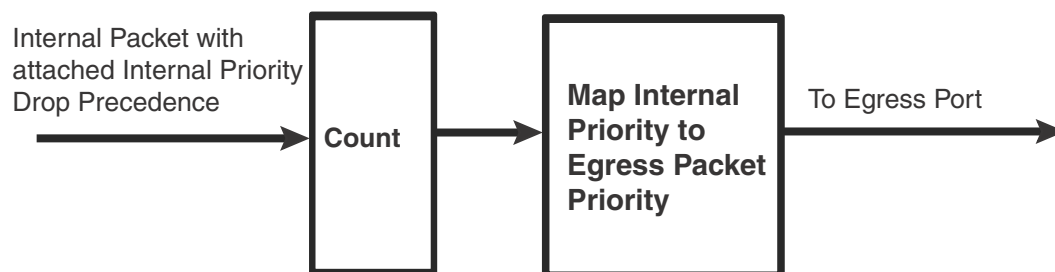 Internal Packet with
attached Internal Priority
Drop Precedence
Count
Map Internal
Priority to
Egress Packet
Priority
To Egress Port